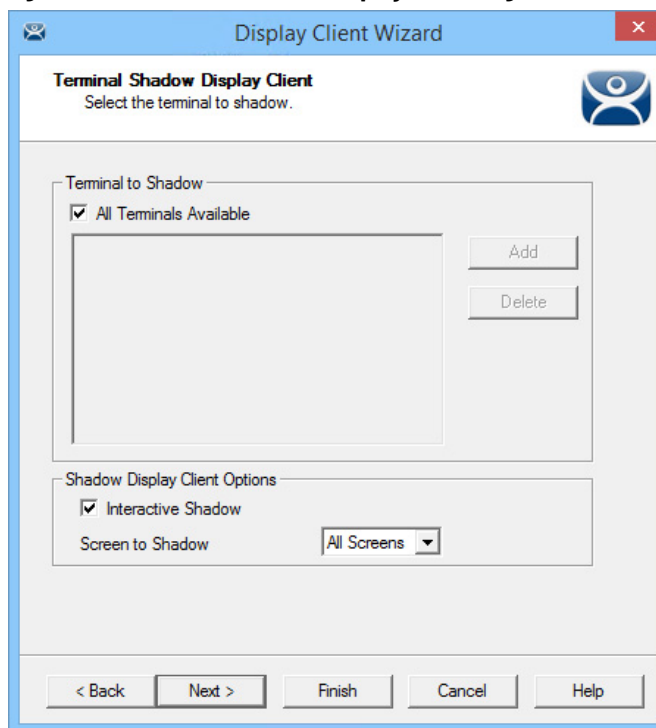 Display Client Wizard
Terminal Shadow Display Client
Select the terminal to shadow.
Terminal to Shadow
All Terminals Available
Add
Delete
Shadow Display Client Options
Interactive Shadow
Screen to Shadow All Screens
< Back Next > Finish Cancel Help